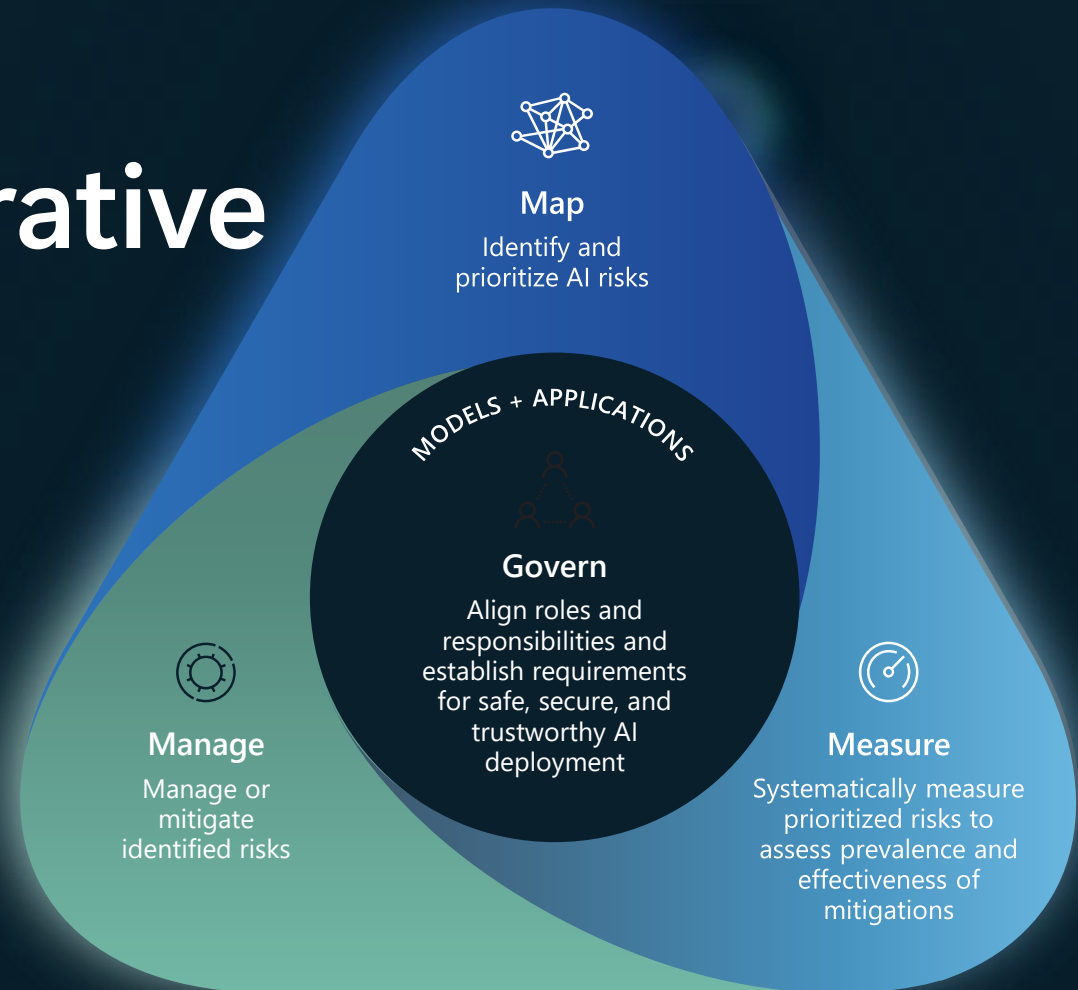 rative
Map
Identify and
prioritize AI risks
MODELS + APPLICATIONS
Govern
Align roles and
responsibilities and
establish requirements
for safe, secure, and
trustworthy AI
deployment
Manage
Manage or
mitigate
identified risks
Measure
Systematically measure
prioritized risks to
assess prevalence and
effectiveness of
mitigations